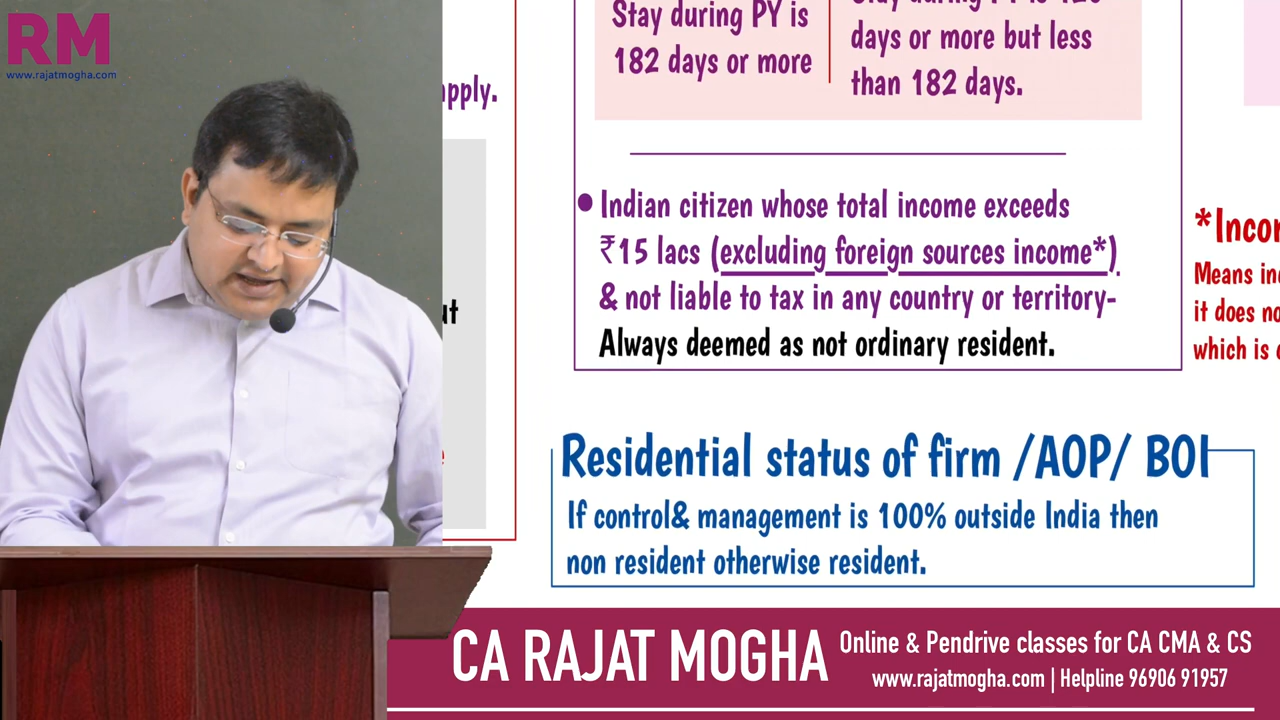 RM
www.rajatmogha.com
apply.
Stay during PY is
182 days or more
days or more but less
than 182 days.
• Indian citizen whose total income exceeds
₹15 lacs (excluding foreign sources income*)
& not liable to tax in any country or territory-
Always deemed as not ordinary resident.
Means
it does
which is
Residential status of firm /AOP/ BOI
If control& management is 100% outside India then
non resident otherwise resident.
CA RAJAT MOGHA
Online & Pendrive classes for CA CMA & CS
www.rajatmogha.com | Helpline 96906 91957